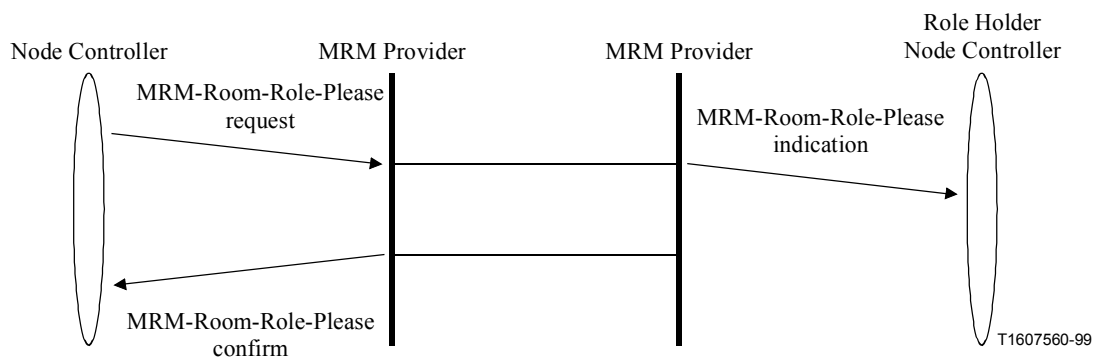 Node Controller
MRM Provider
MRM Provider
Role Holder
Node Controller
MRM-Room-Role-Please
request
MRM-Room-Role-Please
indication
MRM-Room-Role-Please
confirm
T1607560-99